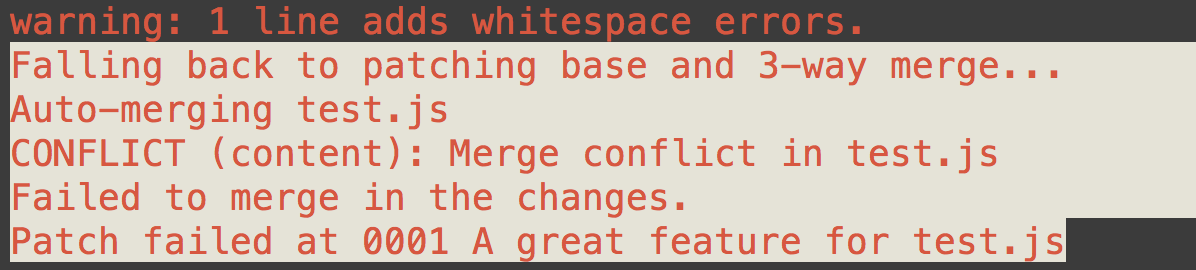 warning: 1 line adds whitespace errors.
Falling back to patching base and 3-way merge...
Auto-merging test.js
CONFLICT (content): Merge conflict in test.js
Failed to merge in the changes.
Patch failed at 0001 A great feature for test.js